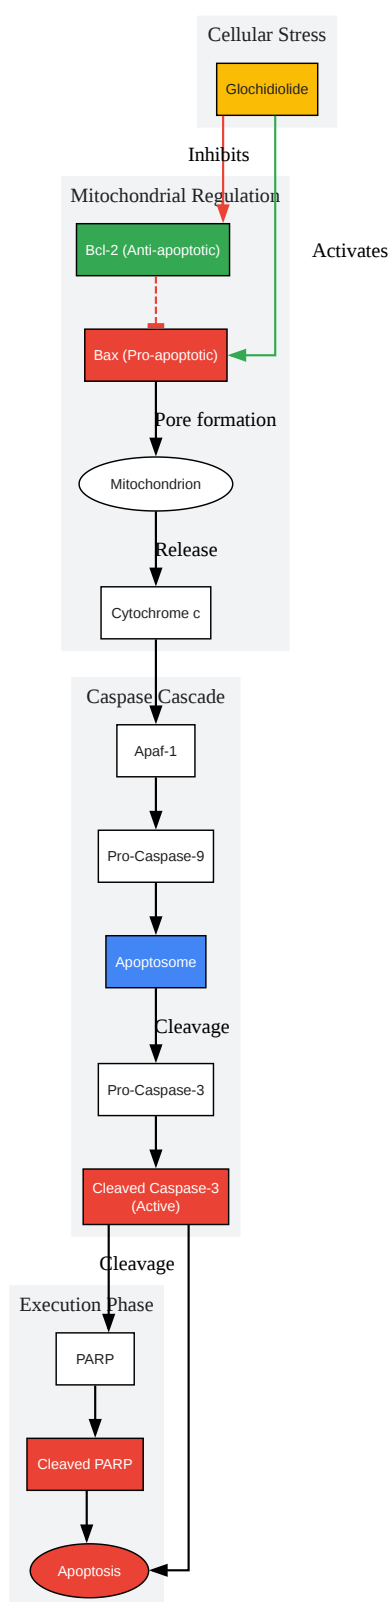 Cellular Stress
Glochidiolide
Inhibits
Mitochondrial Regulation
Bcl-2 (Anti-apoptotic)
Activates
Bax (Pro-apoptotic)
Pore formation
Mitochondrion
Release
Cytochrome c
Caspase Cascade
Apaf-1
Pro-Caspase-9
Apoptosome
Cleavage
Pro-Caspase-3
Cleaved Caspase-3
(Active)
Cleavage
Execution Phase
PARP
Cleaved PARP
Apoptosis